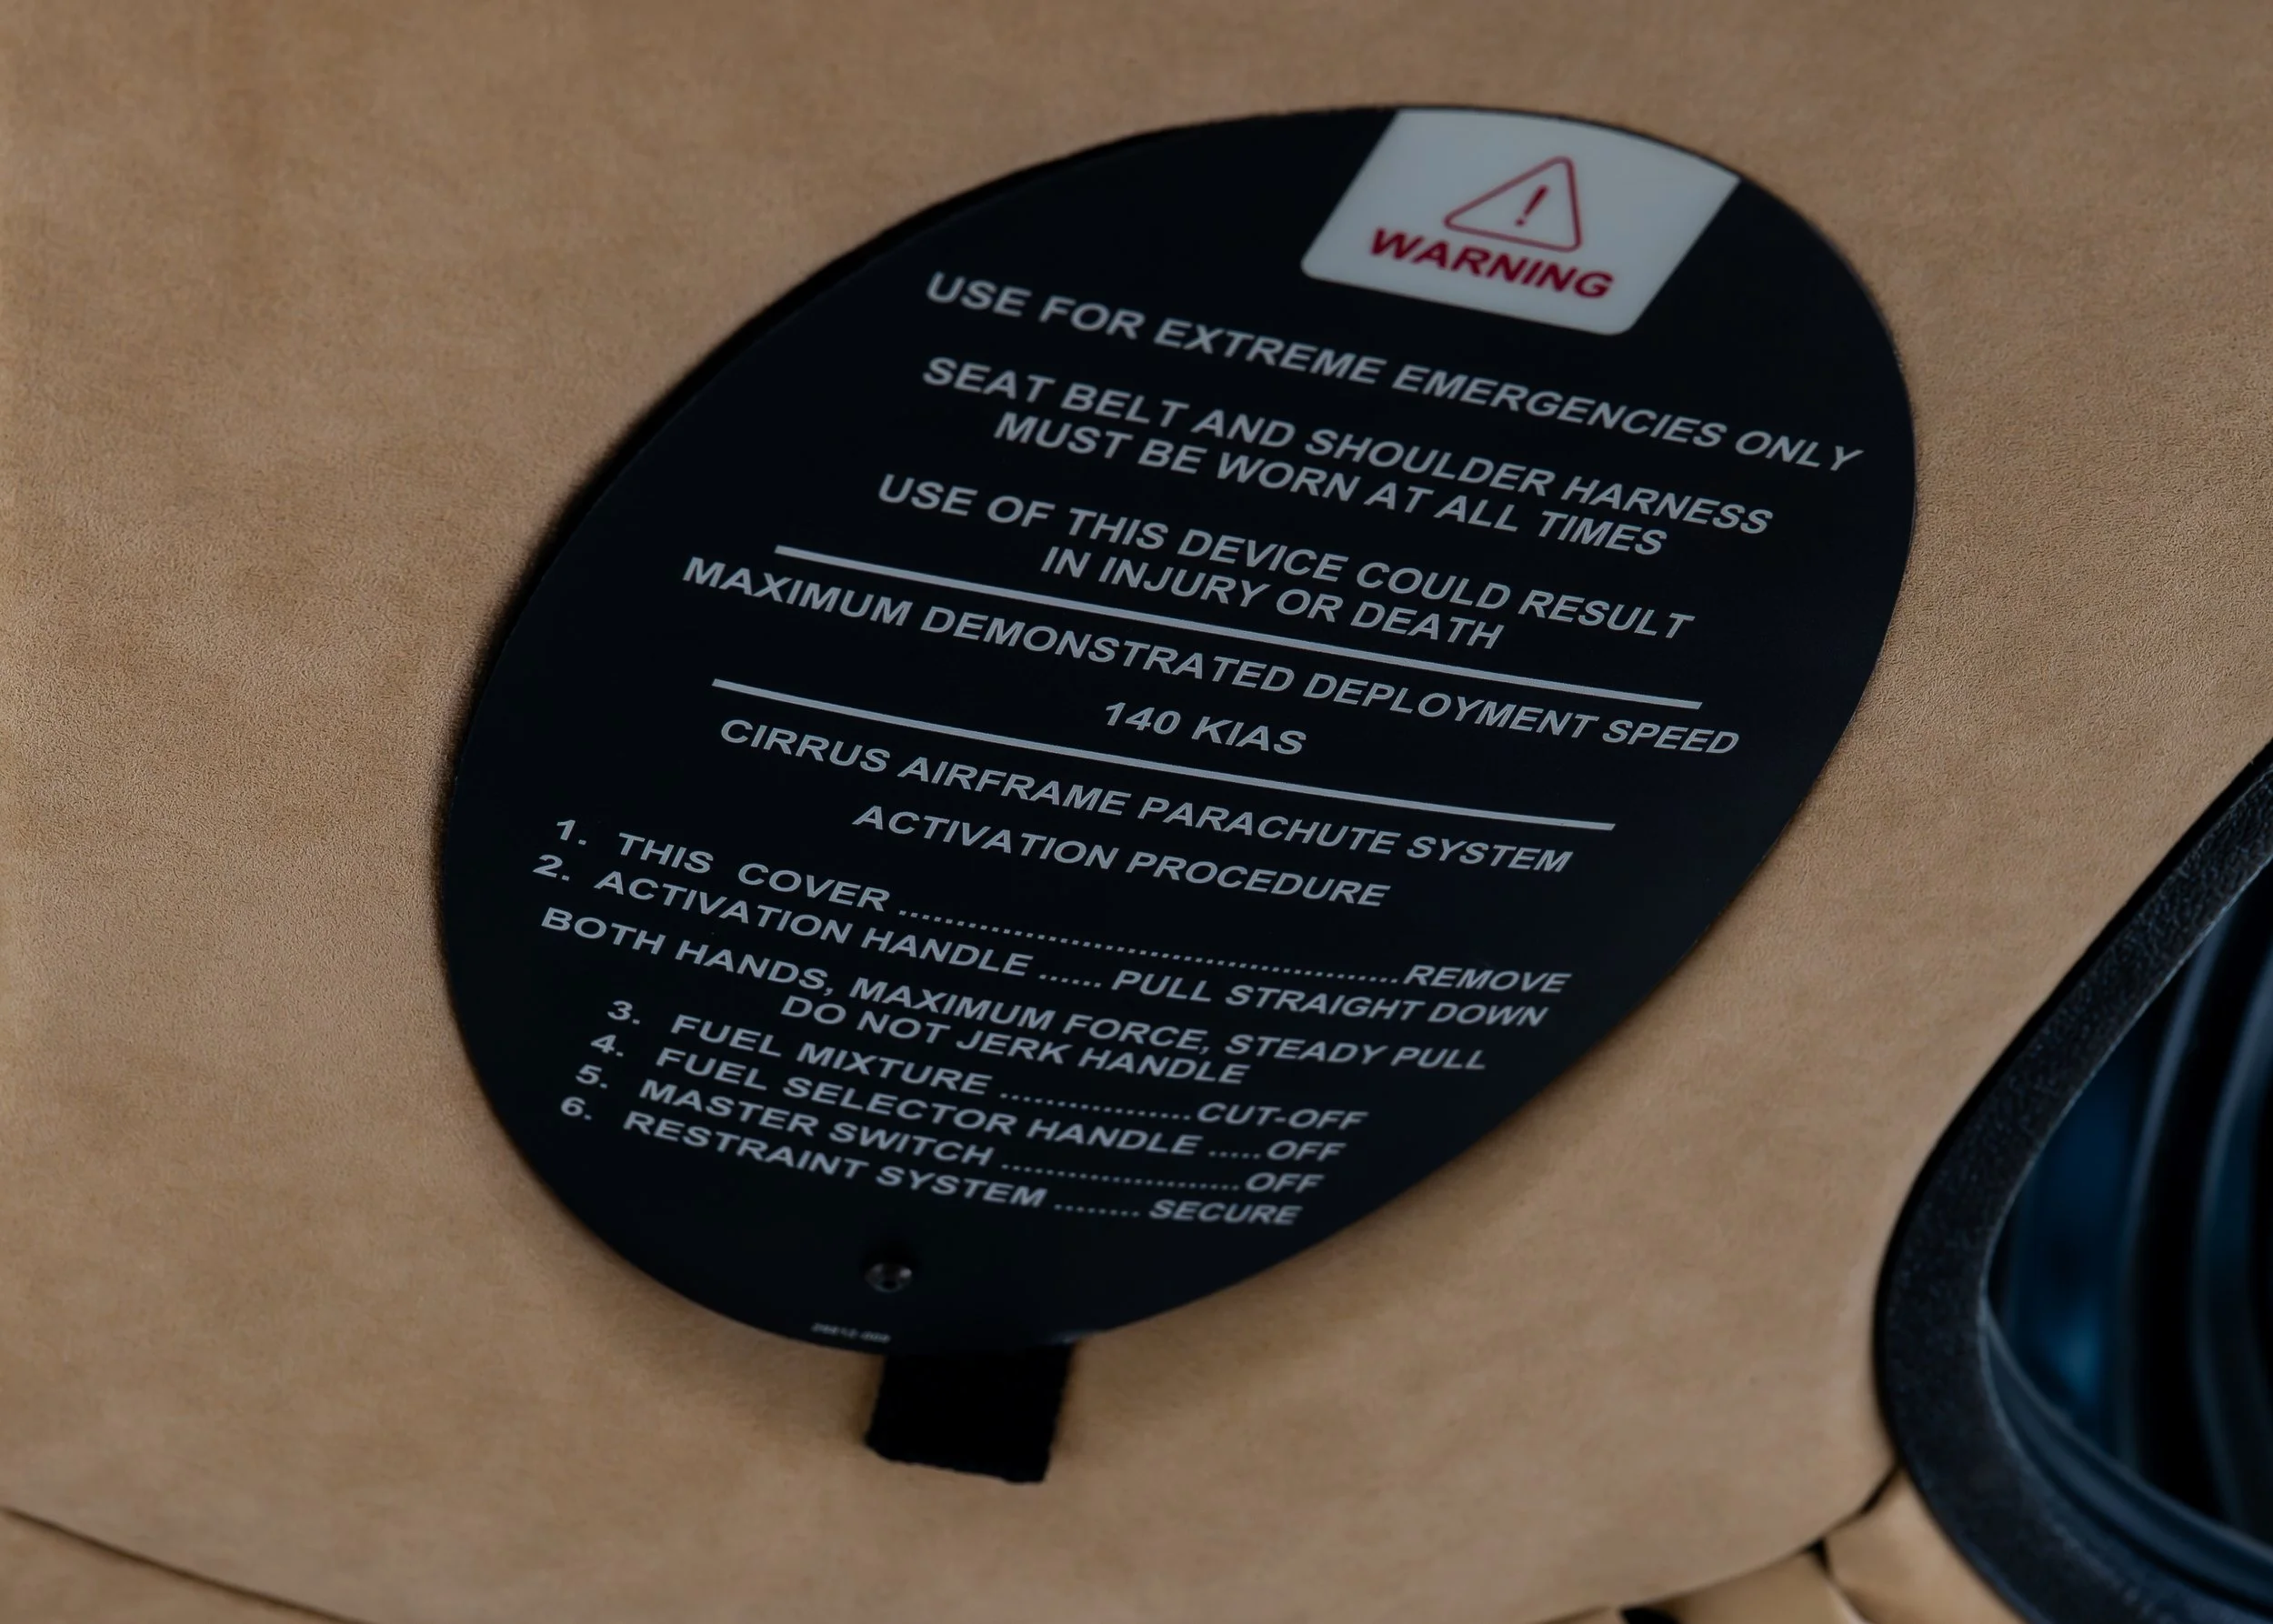 WARNING
USE FOR EXTREME EMERGENCIES ONLY
SEAT BELT AND SHOULDER HARNESS
MUST BE WORN AT ALL TIMES
USE OF THIS DEVICE COULD RESULT
IN INJURY OR DEATH
MAXIMUM DEMONSTRATED DEPLOYMENT SPEED
140 KIAS
CIRRUS AIRFRAME PARACHUTE SYSTEM
ACTIVATION PROCEDURE
1. THIS COVER ..................................................REMOVE
2. ACTIVATION HANDLE ...... PULL STRAIGHT DOWN
BOTH HANDS, MAXIMUM FORCE, STEADY PULL
DO NOT JERK HANDLE
3. FUEL MIXTURE ...................CUT-OFF
4. FUEL SELECTOR HANDLE .....OFF
5. MASTER SWITCH ........................OFF
6. RESTRAINT SYSTEM ........ SECURE